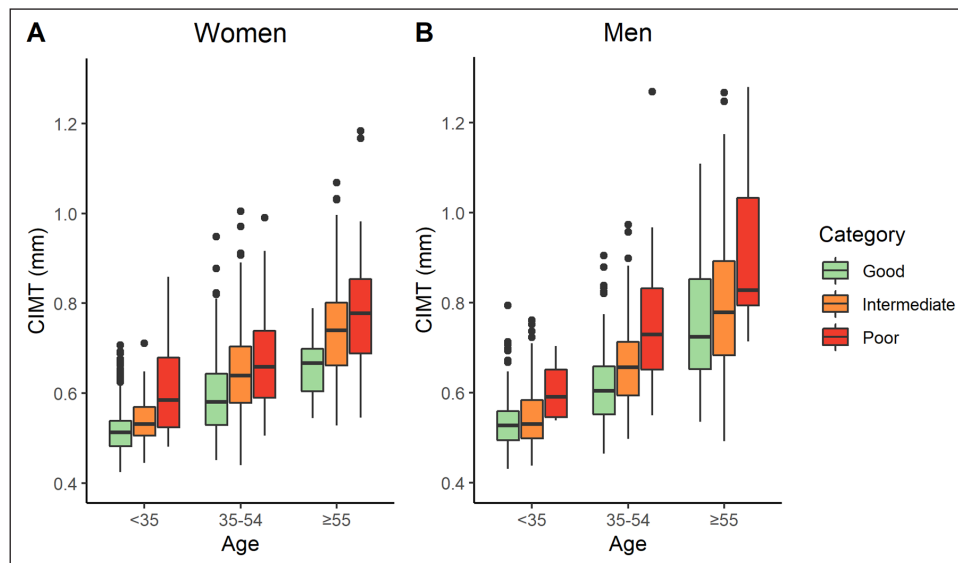 A
Women
B
Men
CIMT (mm)
1.2
1.0
0.8
0.6
0.4
<35
35-54
≥55
Age
CIMT (mm)
1.2
1.0
0.8
0.6
0.4
<35
35-54
≥55
Age
Category
Good
Intermediate
Poor